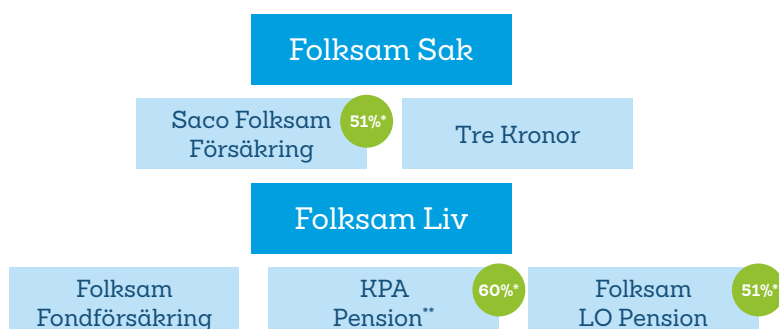 Folksam Sak
Saco Folksam
Försäkring
51%*
Tre Kronor
Folksam Liv
Folksam
Fondförsäkring
KPA
Pension**
60%*
Folksam
LO Pension
51%*